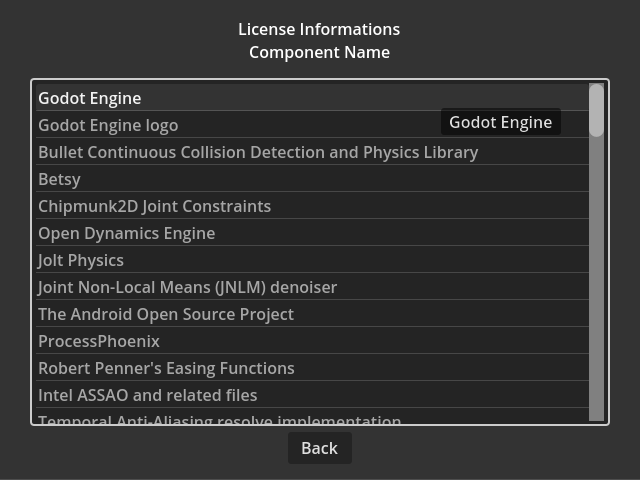 License Informations
Component Name
Godot Engine
Godot Engine logo
Godot Engine
Bullet Continuous Collision Detection and Physics Library
Betsy
Chipmunk2D Joint Constraints
Open Dynamics Engine
Jolt Physics
Joint Non-Local Means (JNLM) denoiser
The Android Open Source Project
ProcessPhoenix
Robert Penner's Easing Functions
Intel ASSAO and related files
Temporal Anti-Aliasing resolve implementation
Back